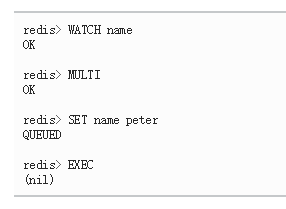 redis> WATCH name
OK
redis> MULTI
OK
redis> SET name peter
QUEUED
redis> EXEC
(nil)